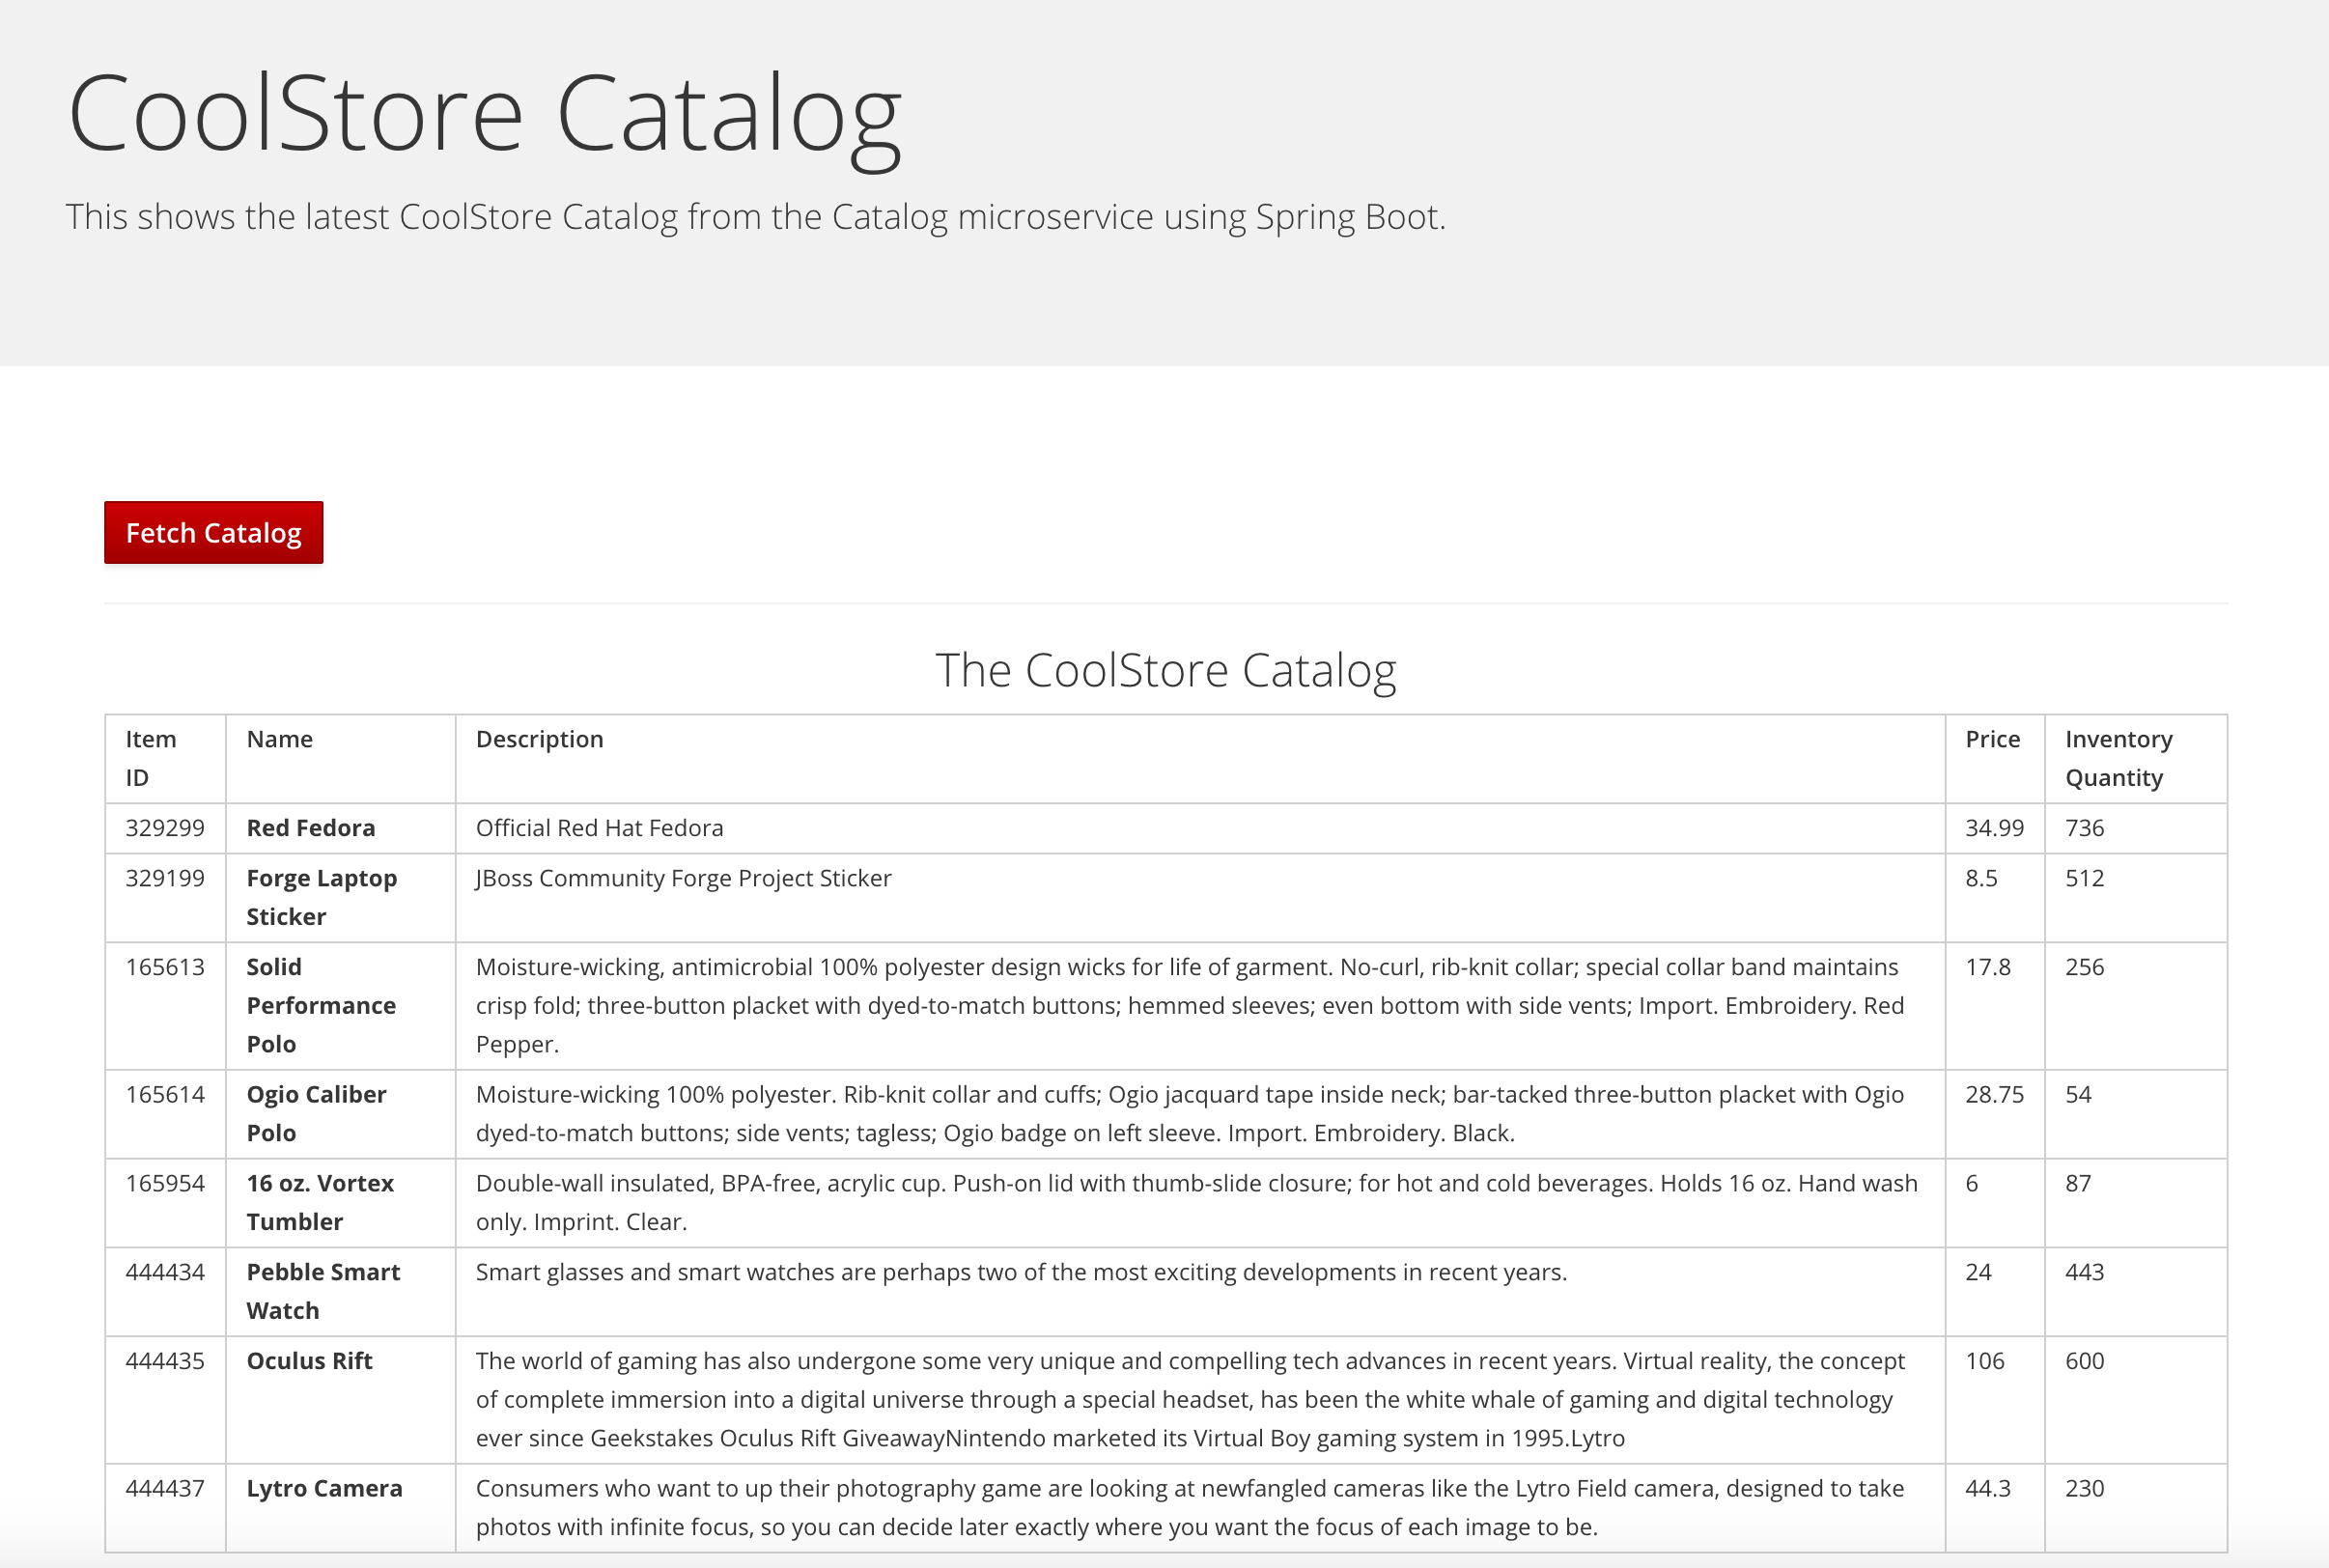 CoolStore Catalog
This shows the latest CoolStore Catalog from the Catalog microservice using Spring Boot.
Fetch Catalog
The CoolStore Catalog
Item ID Name Description Price Inventory Quantity
329299 Red Fedora Official Red Hat Fedora 34.99 736
329199 Forge Laptop Sticker JBoss Community Forge Project Sticker 8.5 512
165613 Solid Performance Polo Moisture-wicking, antimicrobial 100% polyester design wicks for life of garment. No-curl, rib-knit collar; special collar band maintains crisp fold; three-button placket with dyed-to-match buttons; hemmed sleeves; even bottom with side vents; Import. Embroidery. Red Pepper. 17.8 256
165614 Ogio Caliber Polo Moisture-wicking 100% polyester. Rib-knit collar and cuffs; Ogio jacquard tape inside neck; bar-tacked three-button placket with Ogio dyed-to-match buttons; side vents; tagless; Ogio badge on left sleeve. Import. Embroidery. Black. 28.75 54
165954 16 oz. Vortex Tumbler Double-wall insulated, BPA-free, acrylic cup. Push-on lid with thumb-slide closure; for hot and cold beverages. Holds 16 oz. Hand wash only. Imprint. Clear. 6 87
444434 Pebble Smart Watch Smart glasses and smart watches are perhaps two of the most exciting developments in recent years. 24 443
444435 Oculus Rift The world of gaming has also undergone some very unique and compelling tech advances in recent years. Virtual reality, the concept of complete immersion into a digital universe through a special headset, has been the white whale of gaming and digital technology ever since Geekstakes Oculus Rift GiveawayNintendo marketed its Virtual Boy gaming system in 1995.Lytro 106 600
444437 Lytro Camera Consumers who want to up their photography game are looking at newfangled cameras like the Lytro Field camera, designed to take photos with infinite focus, so you can decide later exactly where you want the focus of each image to be. 44.3 230